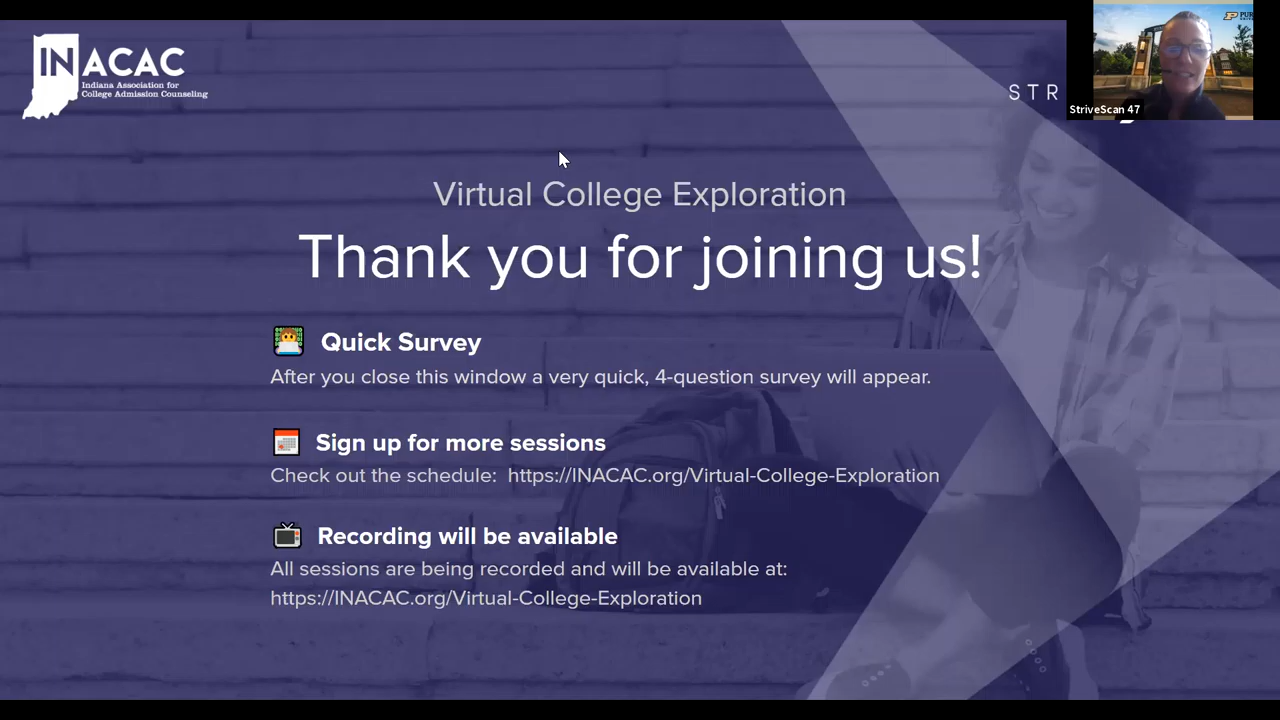 INACAC
Indiana Association for
College Admission Counseling
STR
StriveScan 47
Virtual College Exploration
Thank you for joining us!
Quick Survey
After you close this window a very quick, 4-question survey will appear.
Sign up for more sessions
Check out the schedule: https://INACAC.org/Virtual-College-Exploration
Recording will be available
All sessions are being recorded and will be available at:
https://INACAC.org/Virtual-College-Exploration